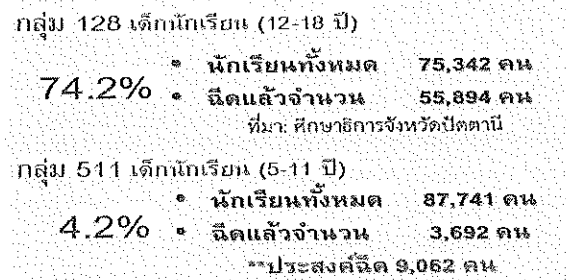 กลุ่ม 128 เด็กนักเรียน (12-18 ปี)
74.2%
• นักเรียนทั้งหมด 75,342 คน
• ฉีดแล้วจำนวน 55,894 คน
ที่มา: ศึกษาธิการจังหวัดปัตตานี
กลุ่ม 511 เด็กนักเรียน (5-11 ปี)
4.2%
• นักเรียนทั้งหมด 87,741 คน
• ฉีดแล้วจำนวน 3,692 คน
**ประสงค์ฉีด 9,062 คน